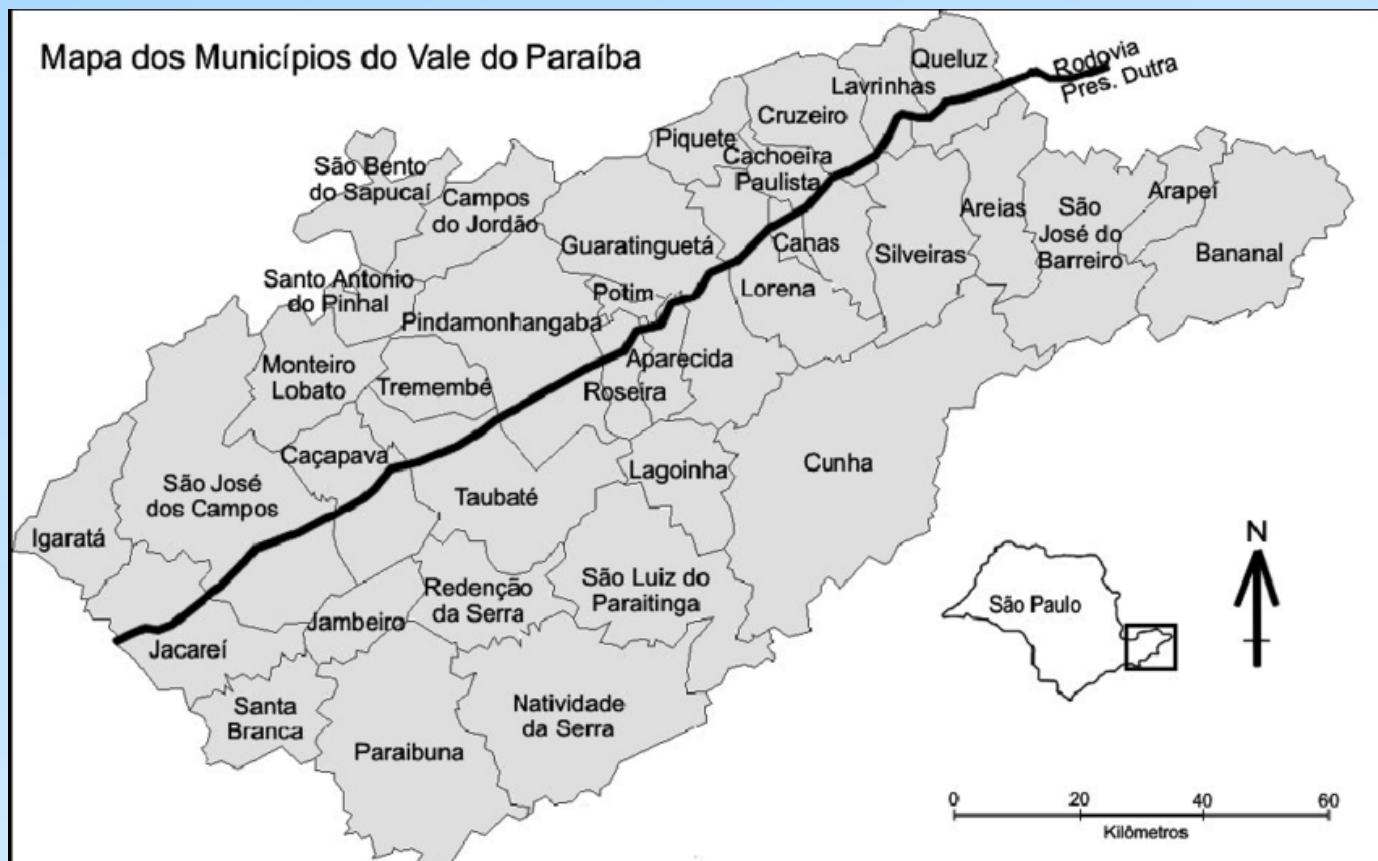 Mapa dos Municípios do Vale do Paraíba
Rodovia
Pres. Dutra
Queluz
Lavrinhas
Cruzeiro
Piquete
Cachoeira
Paulista
São Bento
do Sapucaí
Campos
do Jordão
Guaratinguetá
Canas
Silveiras
Areias
São
José do
Barreiro
Arapeí
Bananal
Santo Antonio
do Pinhal
Potim
Lorena
Pindamonhangaba
Monteiro
Lobato
Tremembé
Roseira
Aparecida
Caçapava
São José
dos Campos
Taubaté
Lagoinha
Cunha
Igaratá
Jacareí
Jambeiro
Redenção
da Serra
São Luiz do
Paraitinga
Santa
Branca
Paraibuna
Natividade
da Serra
São Paulo
N
0 20 40 60
Kilômetros